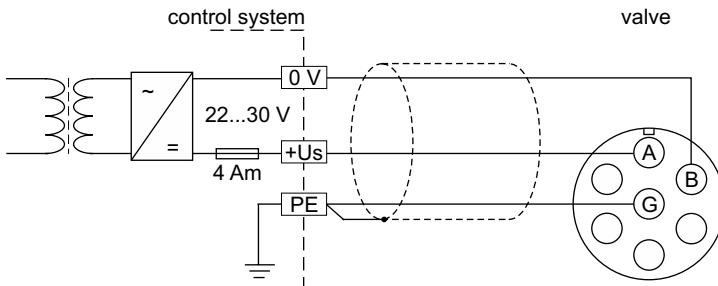 control system
valve
0 V
~
=
22...30 V
4 Am
+Us
PE
A
B
G